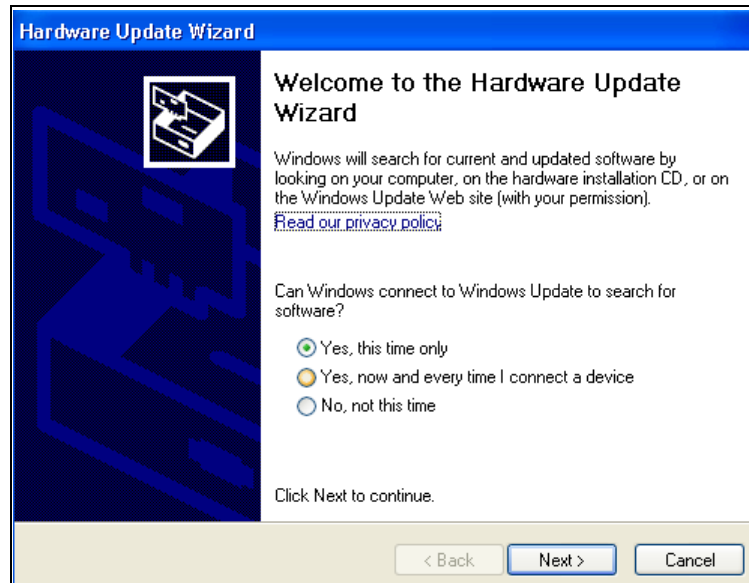 Hardware Update Wizard
Welcome to the Hardware Update
Wizard
Windows will search for current and updated software by
looking on your computer, on the hardware installation CD, or on
the Windows Update Web site (with your permission).
Read our privacy policy
Can Windows connect to Windows Update to search for
software?
Yes, this time only
Yes, now and every time I connect a device
No, not this time
Click Next to continue.
< Back
Next >
Cancel